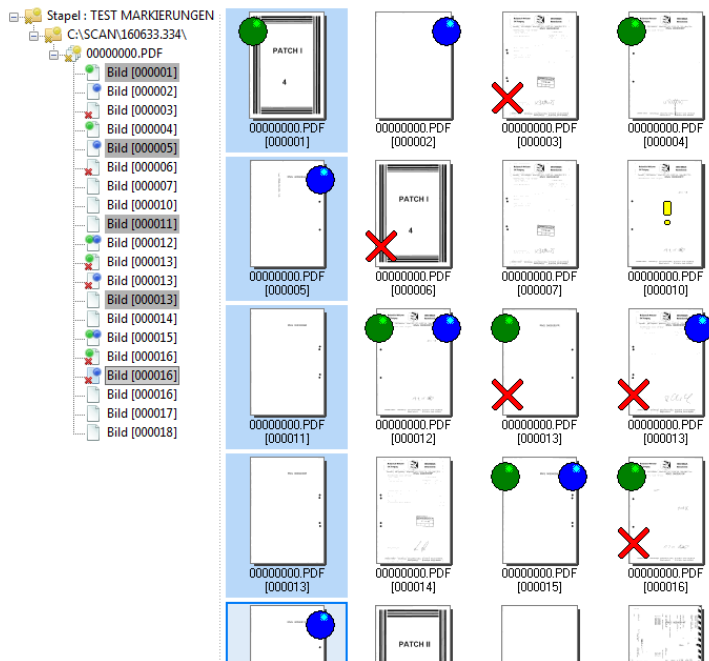 Stapel : TEST MARKIERUNGEN
C:\SCAN\160633.334\
00000000.PDF
Bild [000001]
Bild [000002]
Bild [000003]
Bild [000004]
Bild [000005]
Bild [000006]
Bild [000007]
Bild [000010]
Bild [000011]
Bild [000012]
Bild [000013]
Bild [000013]
Bild [000013]
Bild [000014]
Bild [000015]
Bild [000016]
Bild [000016]
Bild [000016]
Bild [000017]
Bild [000018]
PATCH I
4
00000000.PDF
[000001]
00000000.PDF
[000002]
00000000.PDF
[000003]
00000000.PDF
[000004]
00000000.PDF
[000005]
PATCH I
4
00000000.PDF
[000006]
00000000.PDF
[000007]
00000000.PDF
[000010]
00000000.PDF
[000011]
00000000.PDF
[000012]
00000000.PDF
[000013]
00000000.PDF
[000013]
00000000.PDF
[000013]
00000000.PDF
[000014]
00000000.PDF
[000015]
00000000.PDF
[000016]
PATCH II